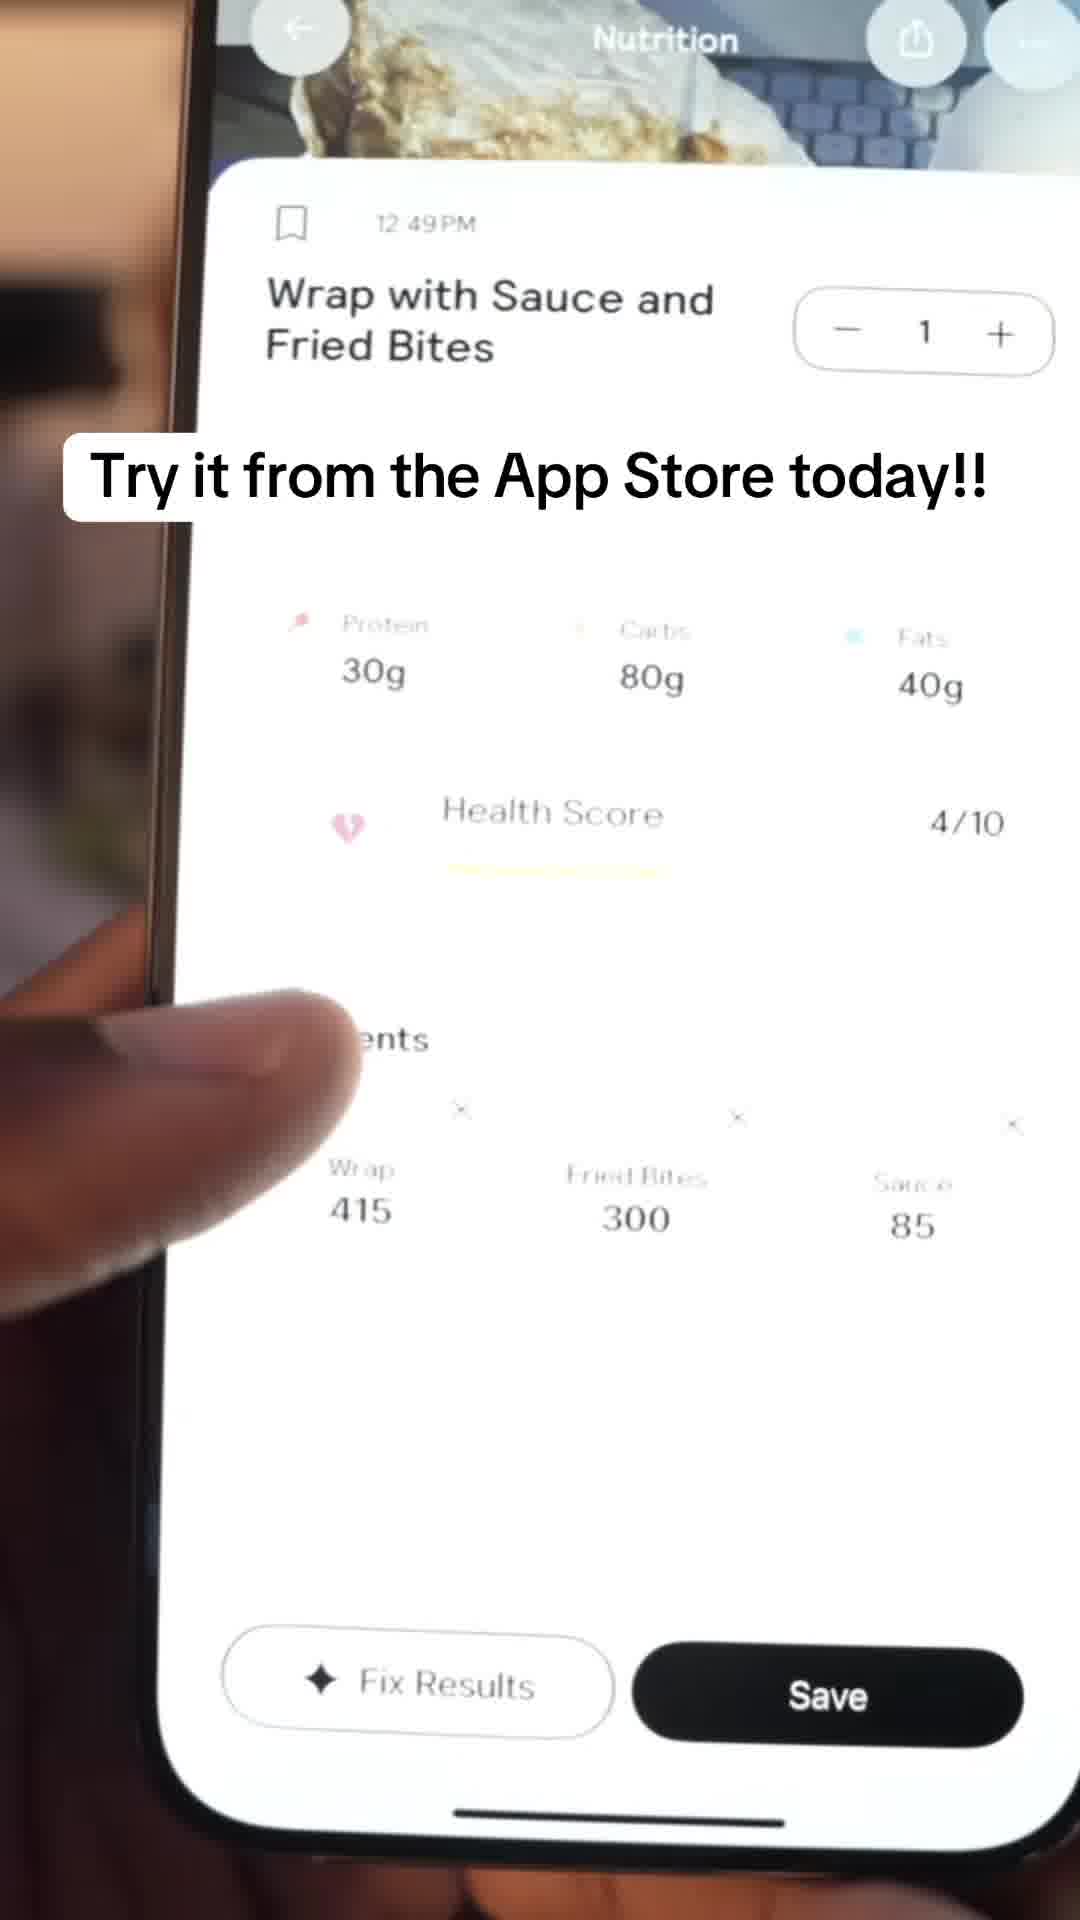 Nutrition
12:49 PM
Wrap with Sauce and
Fried Bites
1
Try it from the App Store today!!
Protein
Carbs
Fats
30g
80g
40g
Health Score
4/10
ents
Wrap
Fried Bites
Sauce
415
300
85
Fix Results
Save